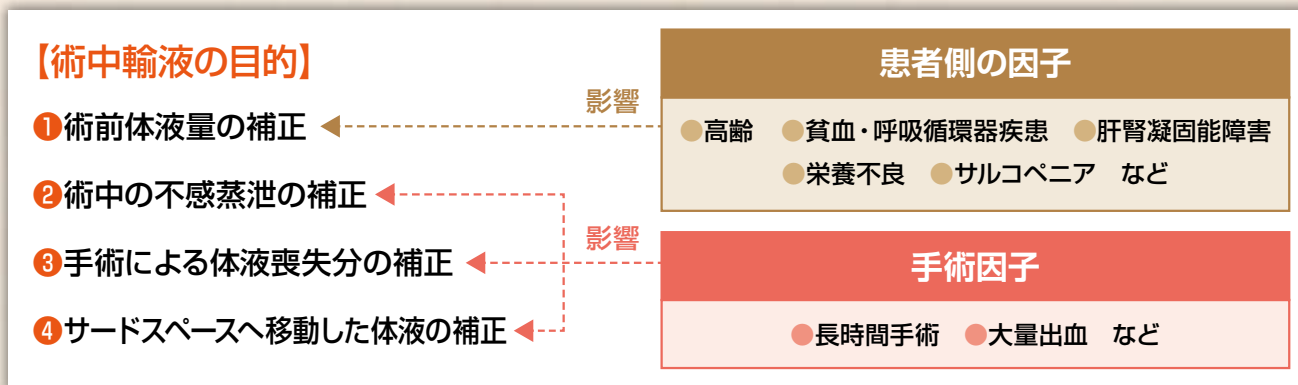 【術中輸液の目的】
❶術前体液量の補正
❷術中の不感蒸泄の補正
❸手術による体液喪失分の補正
❹サードスペースへ移動した体液の補正
影響
影響
患者側の因子
●高齢 ●貧血・呼吸循環器疾患 ●肝腎凝固能障害
●栄養不良 ●サルコペニア など
手術因子
●長時間手術 ●大量出血 など